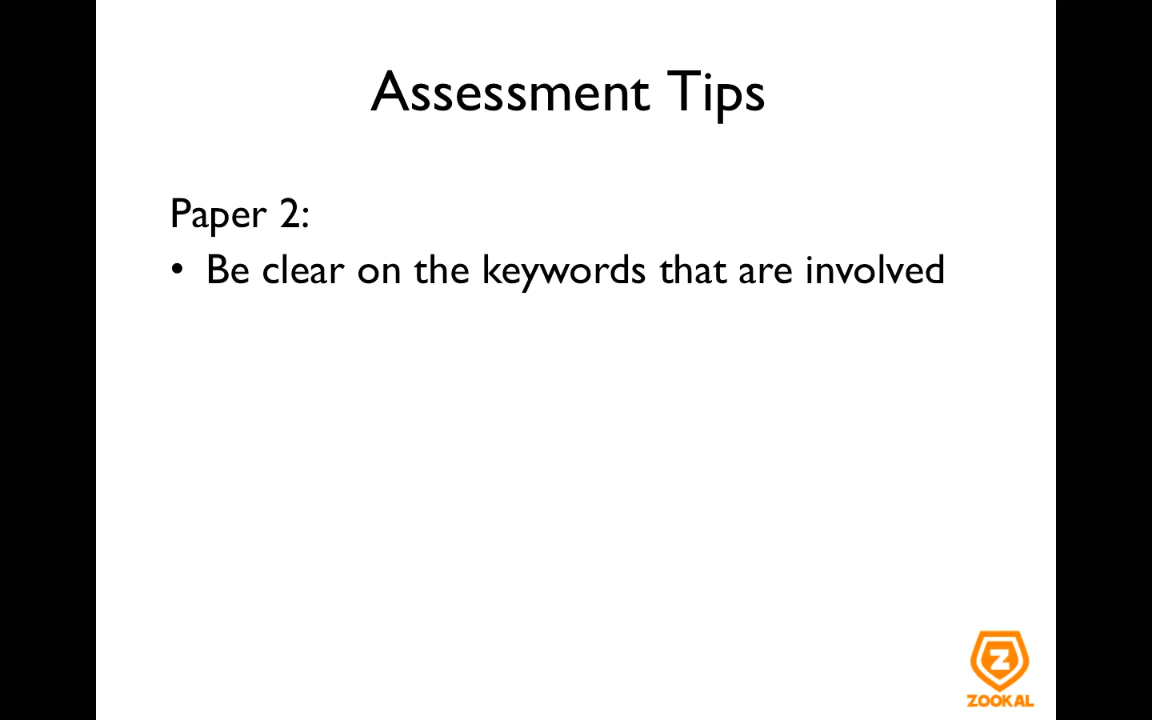 Assessment Tips
Paper 2:
• Be clear on the keywords that are involved
Z
ZOOKAL